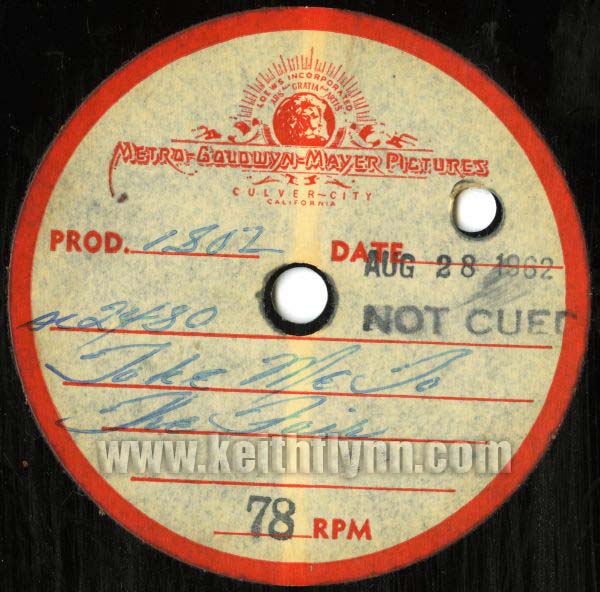 LOEWS INCORPORATED
ARS GRATIA ARTIS
METRO-GOLDWYN-MAYER PICTURES
CULVER-CITY
CALIFORNIA
PROD. 1802 DATE AUG 28 1962
2480 NOT CUED
Take Me To
The Fair
www.keithflynn.com
78 RPM